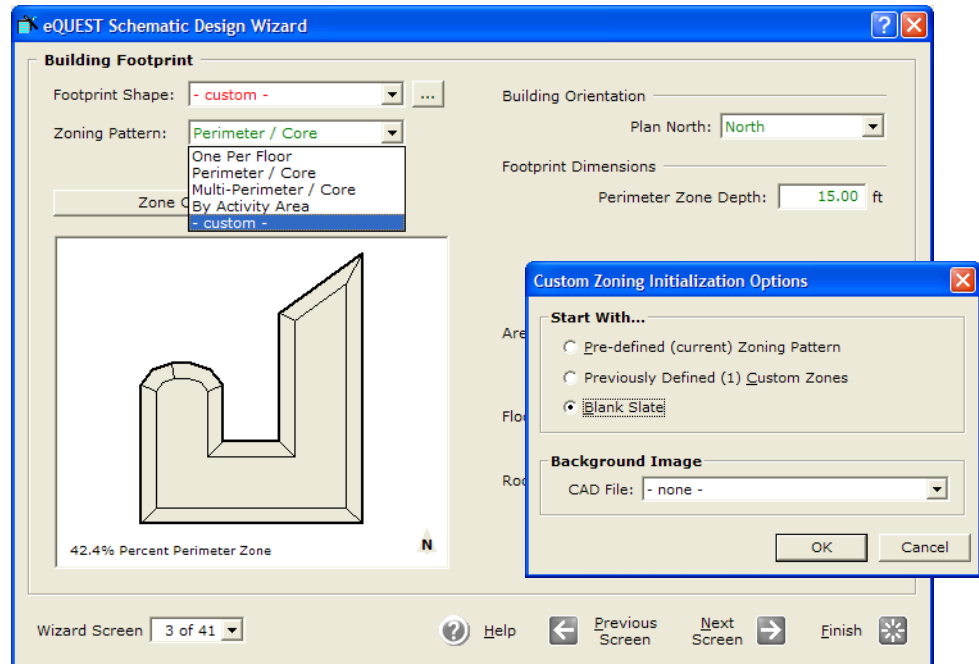 eQUEST Schematic Design Wizard
Building Footprint
Footprint Shape: - custom - ...
Zoning Pattern: Perimeter / Core
One Per Floor
Perimeter / Core
Multi-Perimeter / Core
By Activity Area
- custom -
Zone
42.4% Percent Perimeter Zone
N
Building Orientation
Plan North: North
Footprint Dimensions
Perimeter Zone Depth: 15.00 ft
Custom Zoning Initialization Options
Start With...
Pre-defined (current) Zoning Pattern
Previously Defined (1) Custom Zones
Blank Slate
Background Image
CAD File: - none -
OK Cancel
Wizard Screen 3 of 41
Help
Previous
Screen
Next
Screen
Finish